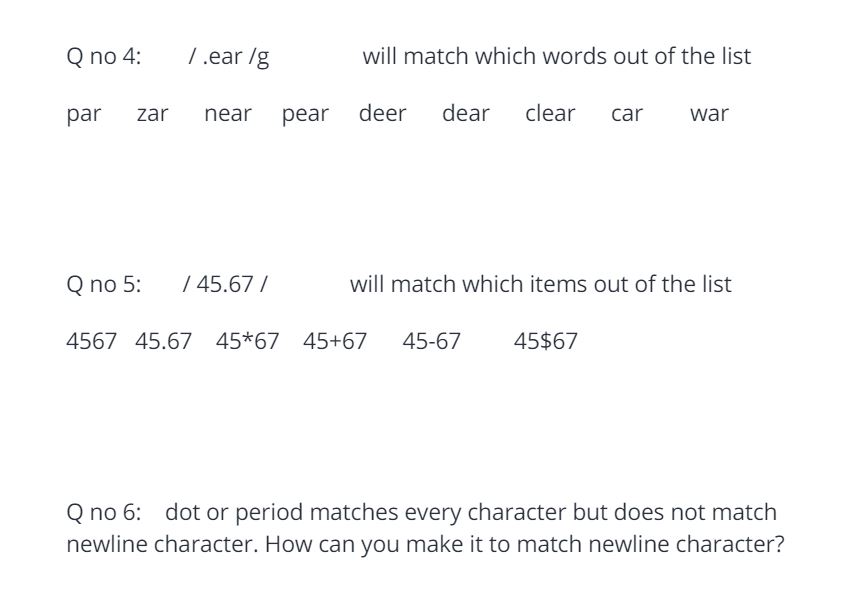 Q no 4: / .ear /g will match which words out of the list
par zar near pear deer dear clear car war
Q no 5: / 45.67 / will match which items out of the list
4567 45.67 45*67 45+67 45-67 45$67
Q no 6: dot or period matches every character but does not match
newline character. How can you make it to match newline character?